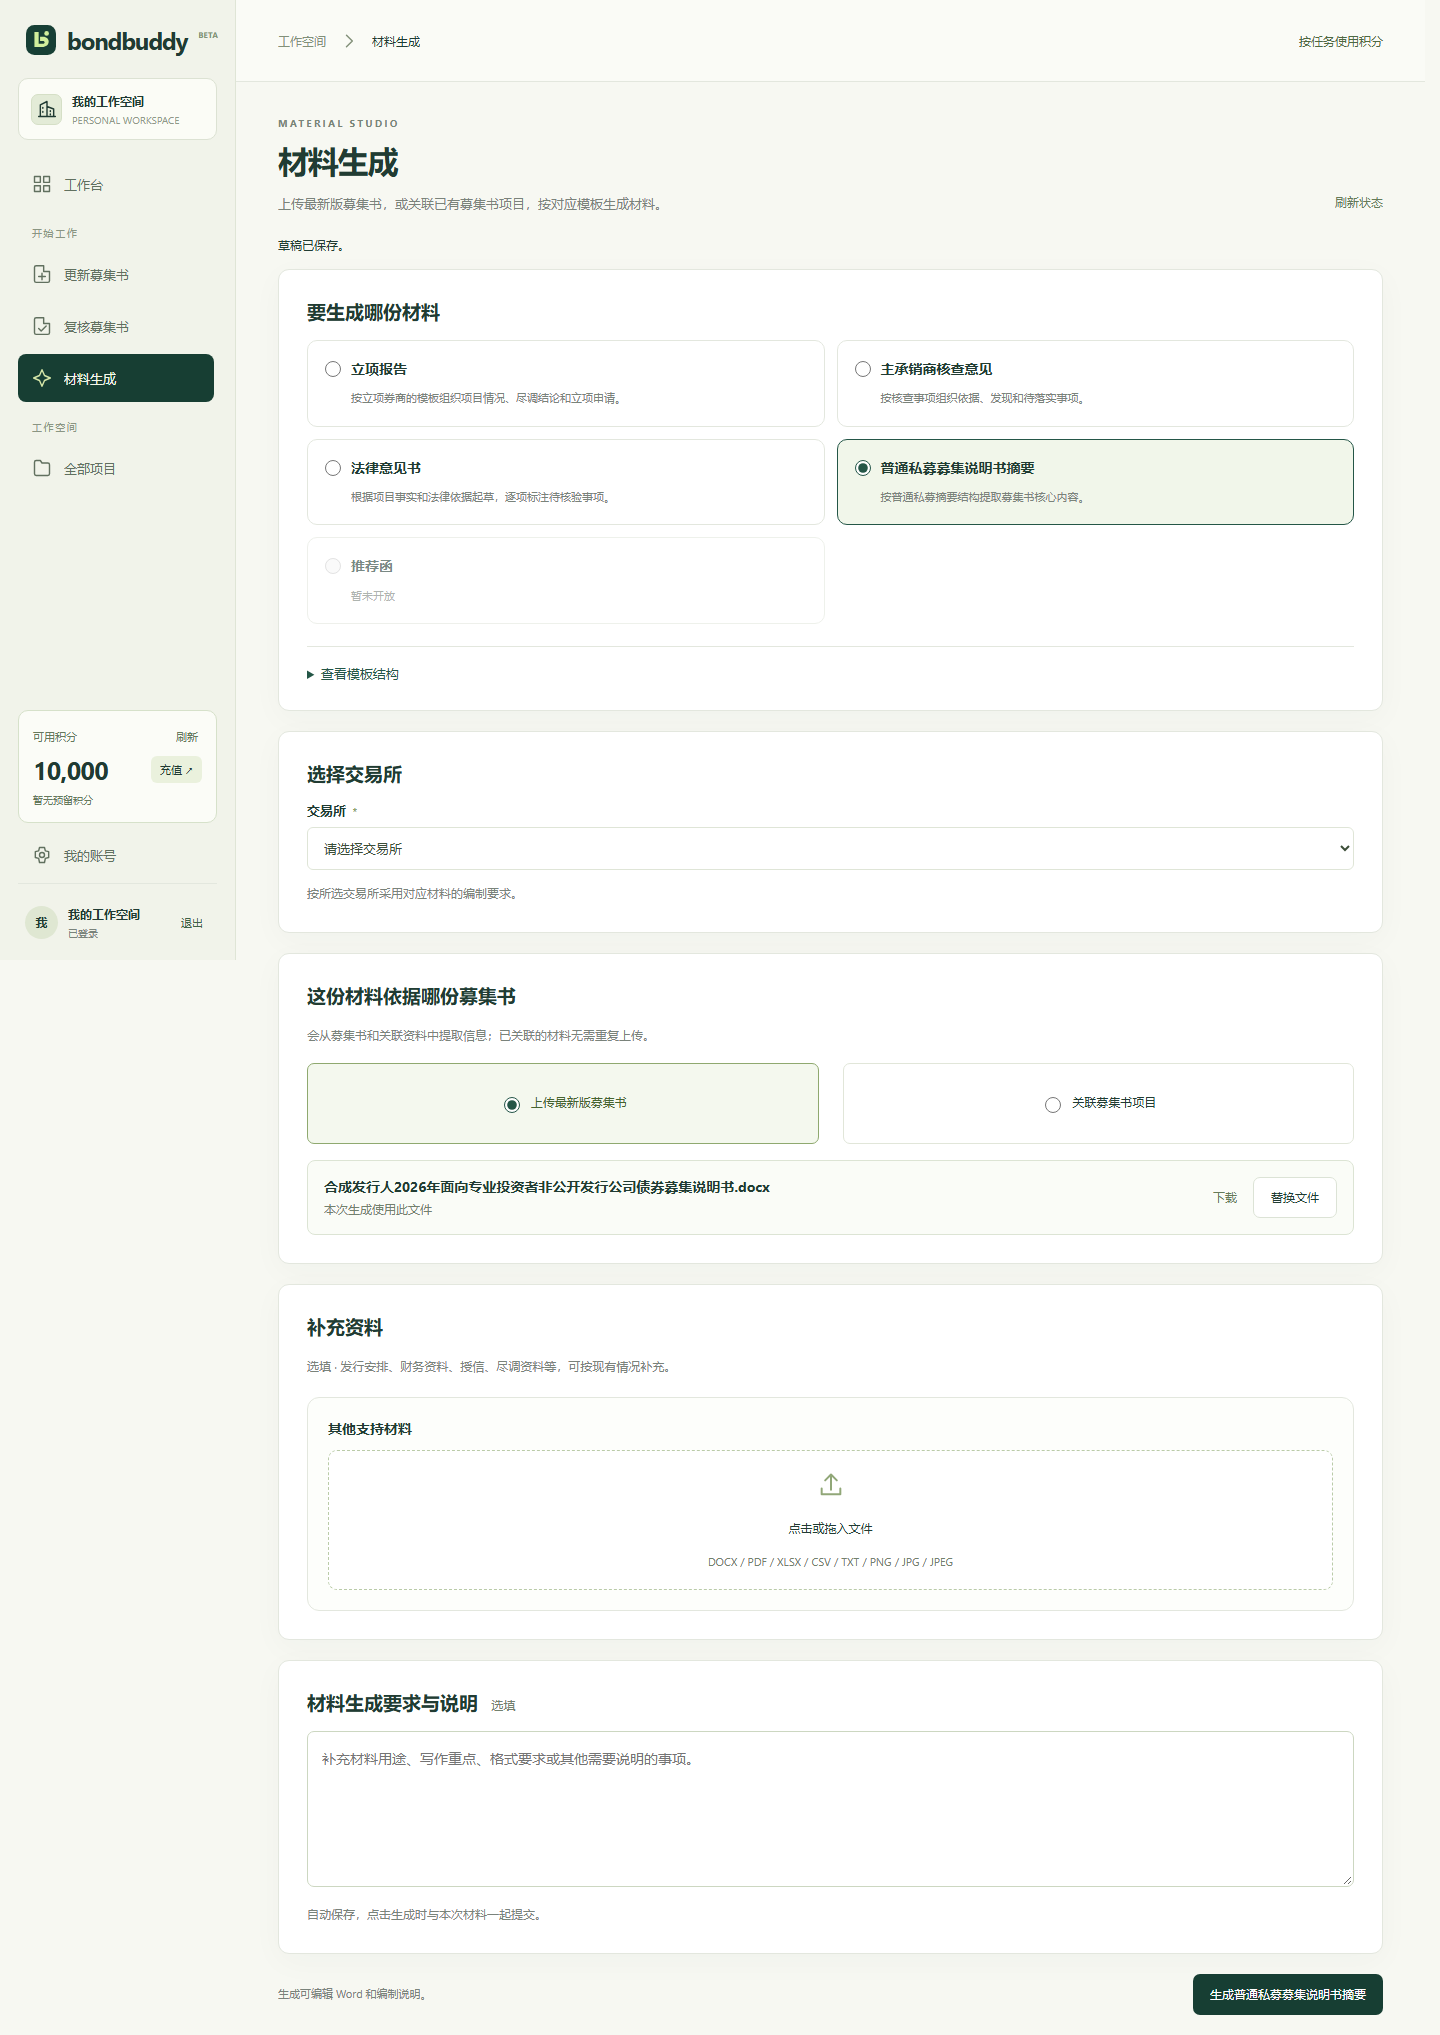 bondbuddy BETA
我的工作空间
PERSONAL WORKSPACE
工作台
开始工作
更新募集书
复核募集书
材料生成
工作空间
全部项目
可用积分 刷新
10,000 充值 ↗
暂无预留积分
我的账号
我 我的工作空间 退出
已登录
工作空间 > 材料生成 按任务使用积分
MATERIAL STUDIO
材料生成
上传最新版募集书，或关联已有募集书项目，按对应模板生成材料。 刷新状态
草稿已保存。
要生成哪份材料
立项报告
按立项券商的模板组织项目情况、尽调结论和立项申请。
主承销商核查意见
按核查事项组织依据、发现和待落实事项。
法律意见书
根据项目事实和法律依据起草，逐项标注待核验事项。
普通私募募集说明书摘要
按普通私募摘要结构提取募集书核心内容。
推荐函
暂未开放
▶ 查看模板结构
选择交易所
交易所 *
请选择交易所
按所选交易所采用对应材料的编制要求。
这份材料依据哪份募集书
会从募集书和关联资料中提取信息；已关联的材料无需重复上传。
上传最新版募集书 关联募集书项目
合成发行人2026年面向专业投资者非公开发行公司债券募集说明书.docx
本次生成使用此文件
下载 替换文件
补充资料
选填 · 发行安排、财务资料、授信、尽调资料等，可按现有情况补充。
其他支持材料
点击或拖入文件
DOCX / PDF / XLSX / CSV / TXT / PNG / JPG / JPEG
材料生成要求与说明 选填
补充材料用途、写作重点、格式要求或其他需要说明的事项。
自动保存，点击生成时与本次材料一起提交。
生成可编辑 Word 和编制说明。 生成普通私募募集说明书摘要